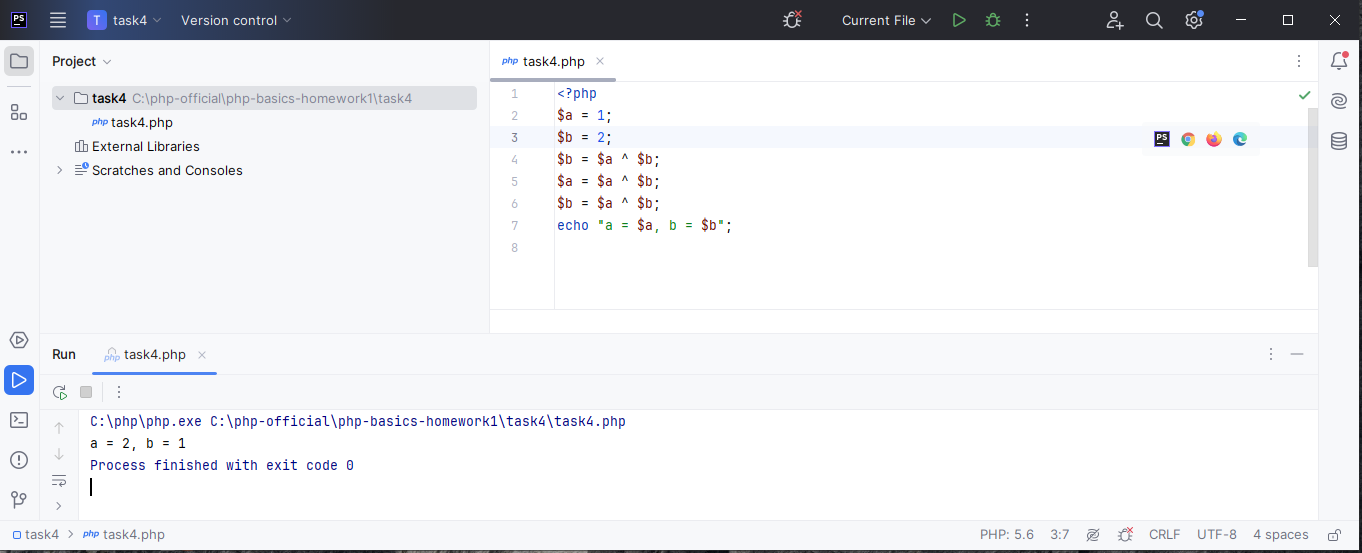 PS
T task4 Version control Current File
Project
task4 C:\php-official\php-basics-homework1\task4
php task4.php
External Libraries
Scratches and Consoles
php task4.php
1 <?php
2 $a = 1;
3 $b = 2;
4 $b = $a ^ $b;
5 $a = $a ^ $b;
6 $b = $a ^ $b;
7 echo "a = $a, b = $b";
8
PS
Run php task4.php
C:\php\php.exe C:\php-official\php-basics-homework1\task4\task4.php
a = 2, b = 1
Process finished with exit code 0
task4 php task4.php PHP: 5.6 3:7 CRLF UTF-8 4 spaces